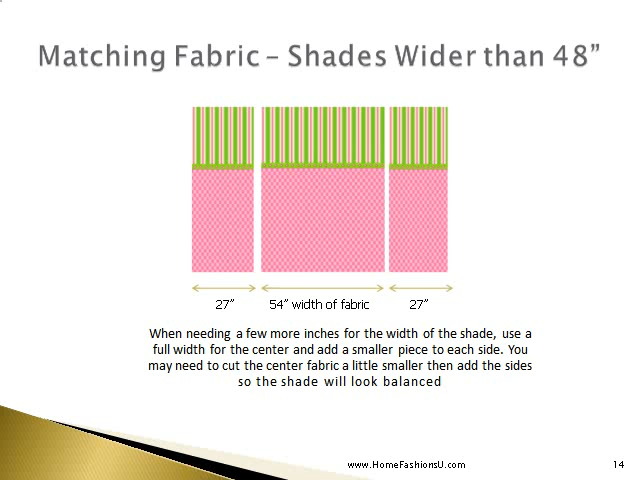 Matching Fabric – Shades Wider than 48”
27” 54” width of fabric 27”
When needing a few more inches for the width of the shade, use a
full width for the center and add a smaller piece to each side. You
may need to cut the center fabric a little smaller then add the sides
so the shade will look balanced
www.HomeFashionsU.com 14